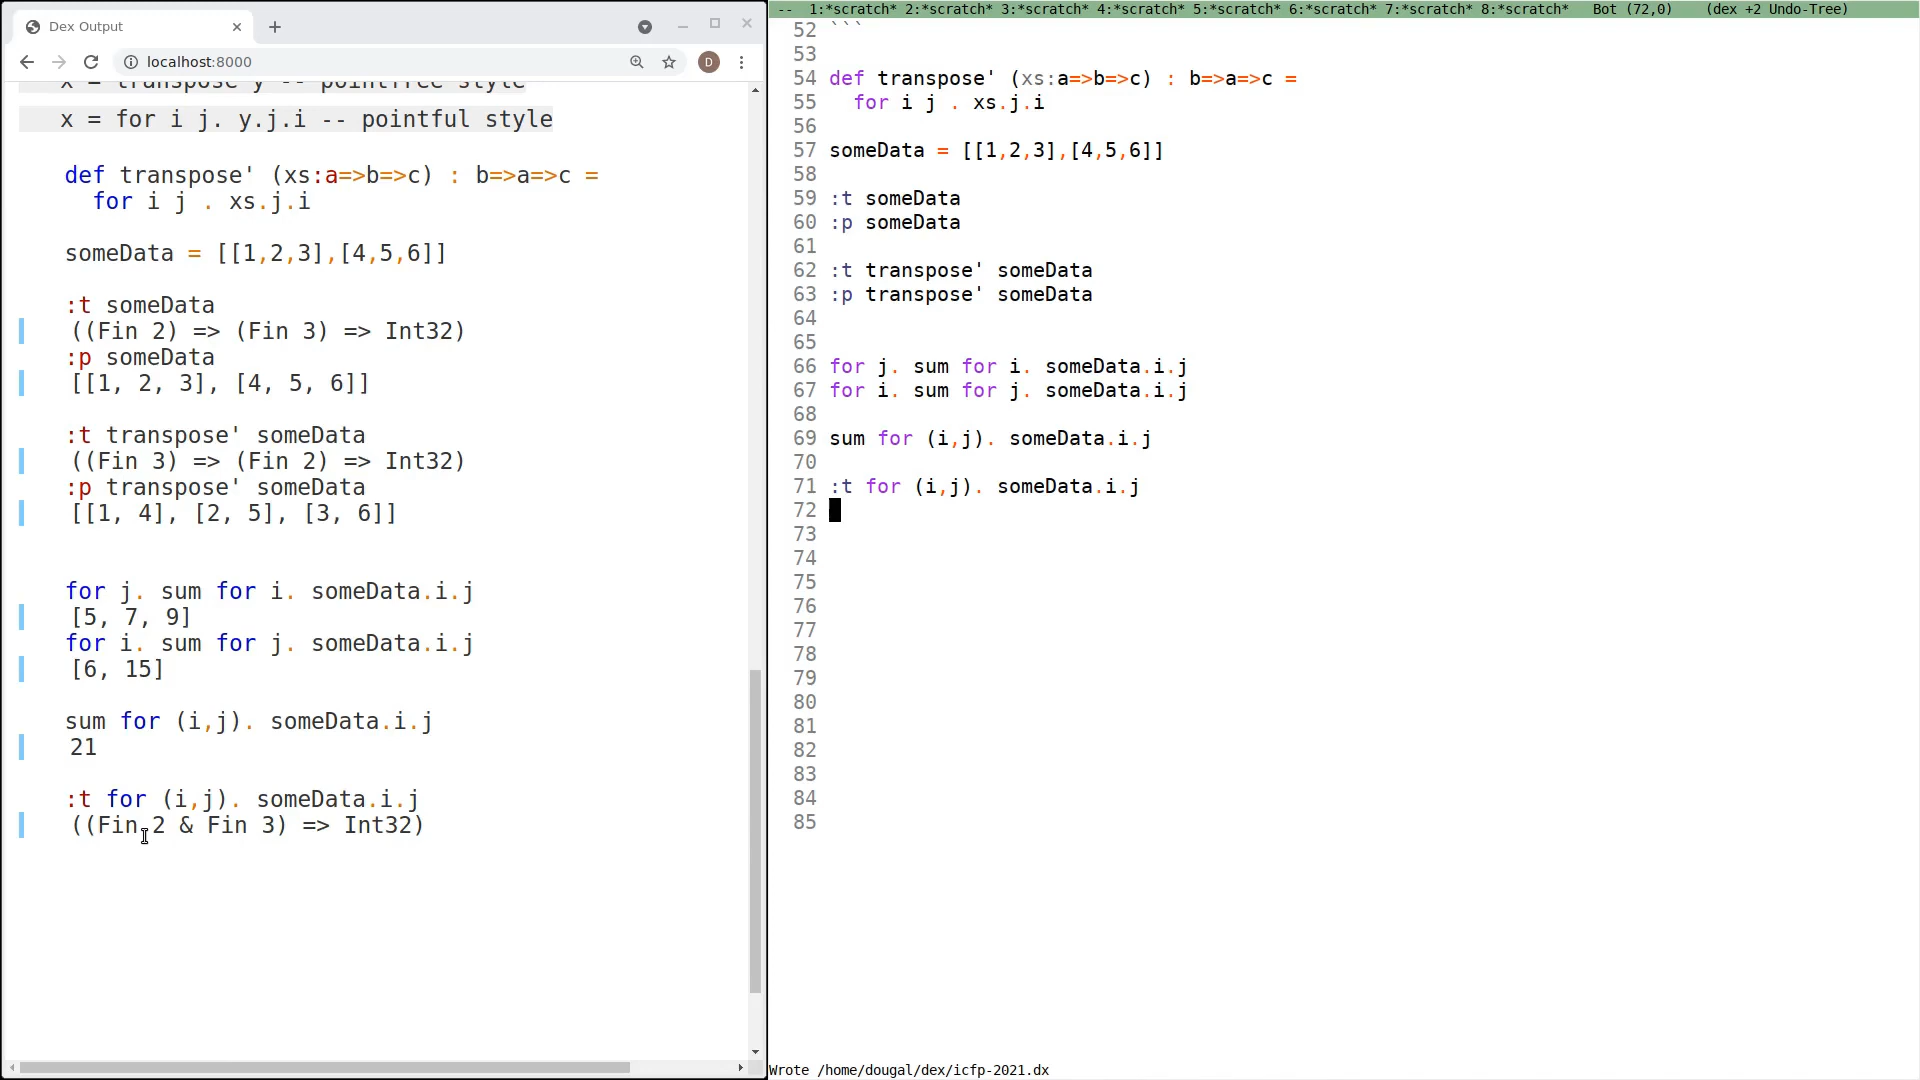 Dex Output
localhost:8000
D
x = transpose y -- pointfree style
x = for i j. y.j.i -- pointful style
def transpose' (xs:a=>b=>c) : b=>a=>c =
for i j . xs.j.i
someData = [[1,2,3],[4,5,6]]
:t someData
((Fin 2) => (Fin 3) => Int32)
:p someData
[[1, 2, 3], [4, 5, 6]]
:t transpose' someData
((Fin 3) => (Fin 2) => Int32)
:p transpose' someData
[[1, 4], [2, 5], [3, 6]]
for j. sum for i. someData.i.j
[5, 7, 9]
for i. sum for j. someData.i.j
[6, 15]
sum for (i,j). someData.i.j
21
:t for (i,j). someData.i.j
((Fin 2 & Fin 3) => Int32)
-- 1:*scratch* 2:*scratch* 3:*scratch* 4:*scratch* 5:*scratch* 6:*scratch* 7:*scratch* 8:*scratch* Bot (72,0) (dex +2 Undo-Tree)
52 ```
53
54 def transpose' (xs:a=>b=>c) : b=>a=>c =
55 for i j . xs.j.i
56
57 someData = [[1,2,3],[4,5,6]]
58
59 :t someData
60 :p someData
61
62 :t transpose' someData
63 :p transpose' someData
64
65
66 for j. sum for i. someData.i.j
67 for i. sum for j. someData.i.j
68
69 sum for (i,j). someData.i.j
70
71 :t for (i,j). someData.i.j
72
73
74
75
76
77
78
79
80
81
82
83
84
85
Wrote /home/dougal/dex/icfp-2021.dx